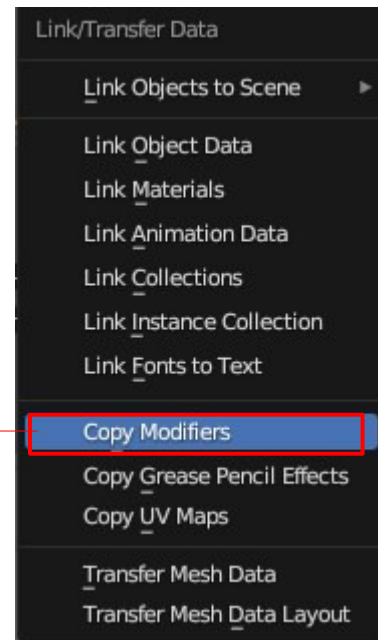 Link/Transfer Data
Link Objects to Scene
Link Object Data
Link Materials
Link Animation Data
Link Collections
Link Instance Collection
Link Fonts to Text
Copy Modifiers
Copy Grease Pencil Effects
Copy UV Maps
Transfer Mesh Data
Transfer Mesh Data Layout